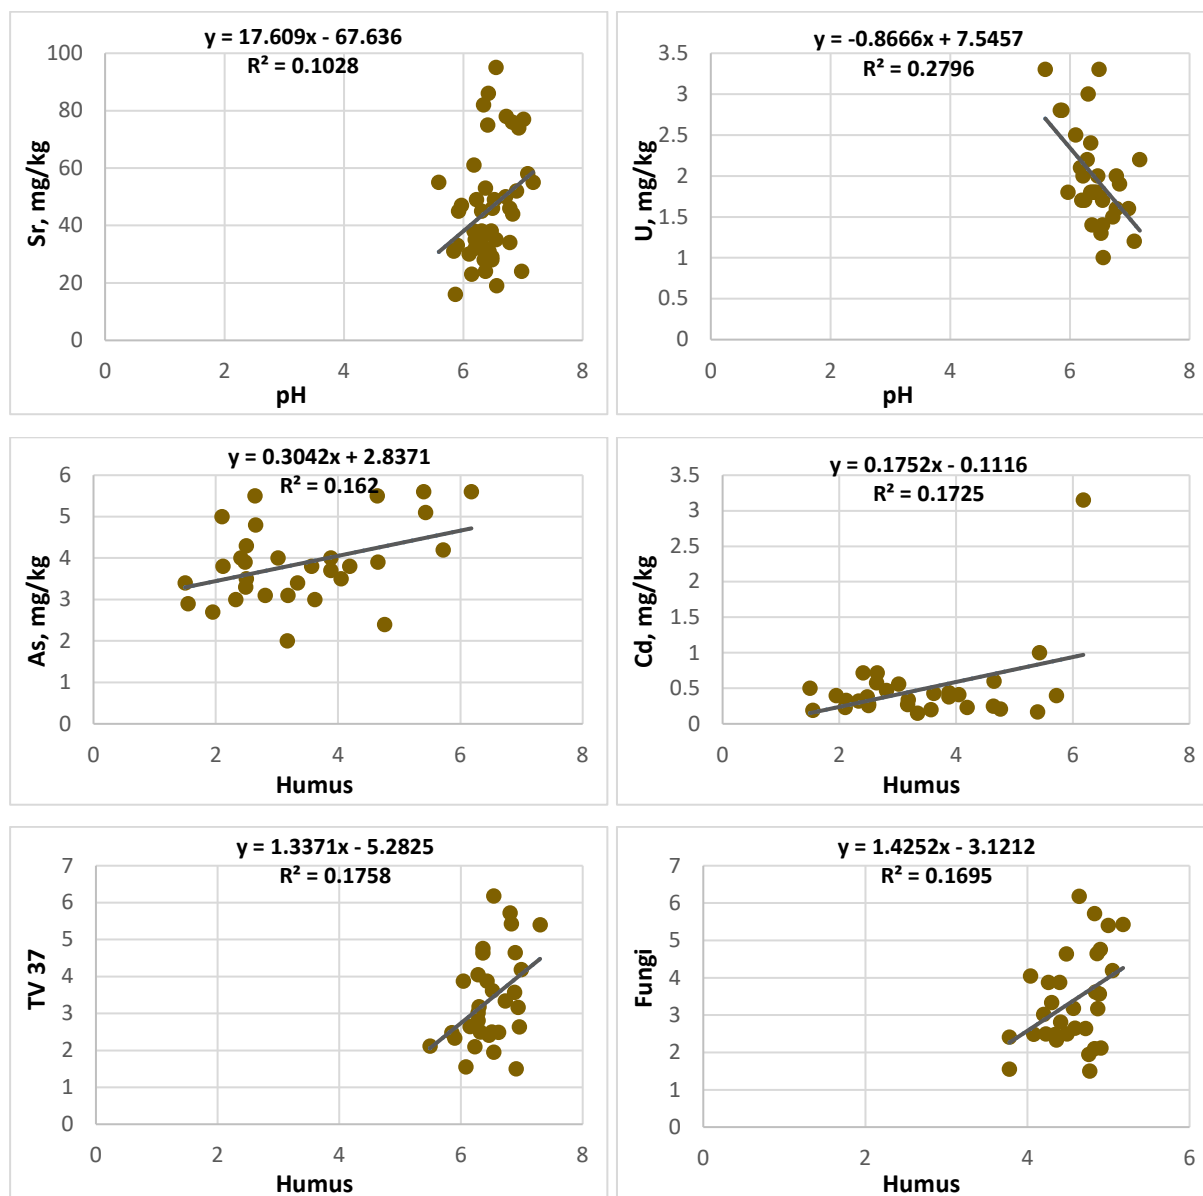 y = 17.609x - 67.636
R² = 0.1028
100
80
60
40
20
0
0 2 4 6 8
Sr, mg/kg
pH
y = -0.8666x + 7.5457
R² = 0.2796
3.5
3
2.5
2
1.5
1
0.5
0
0 2 4 6 8
U, mg/kg
pH
y = 0.3042x + 2.8371
R² = 0.162
6
5
4
3
2
1
0
0 2 4 6 8
As, mg/kg
Humus
y = 0.1752x - 0.1116
R² = 0.1725
3.5
3
2.5
2
1.5
1
0.5
0
0 2 4 6 8
Cd, mg/kg
Humus
y = 1.3371x - 5.2825
R² = 0.1758
7
6
5
4
3
2
1
0
0 2 4 6 8
TV 37
Humus
y = 1.4252x - 3.1212
R² = 0.1695
7
6
5
4
3
2
1
0
0 2 4 6
Fungi
Humus